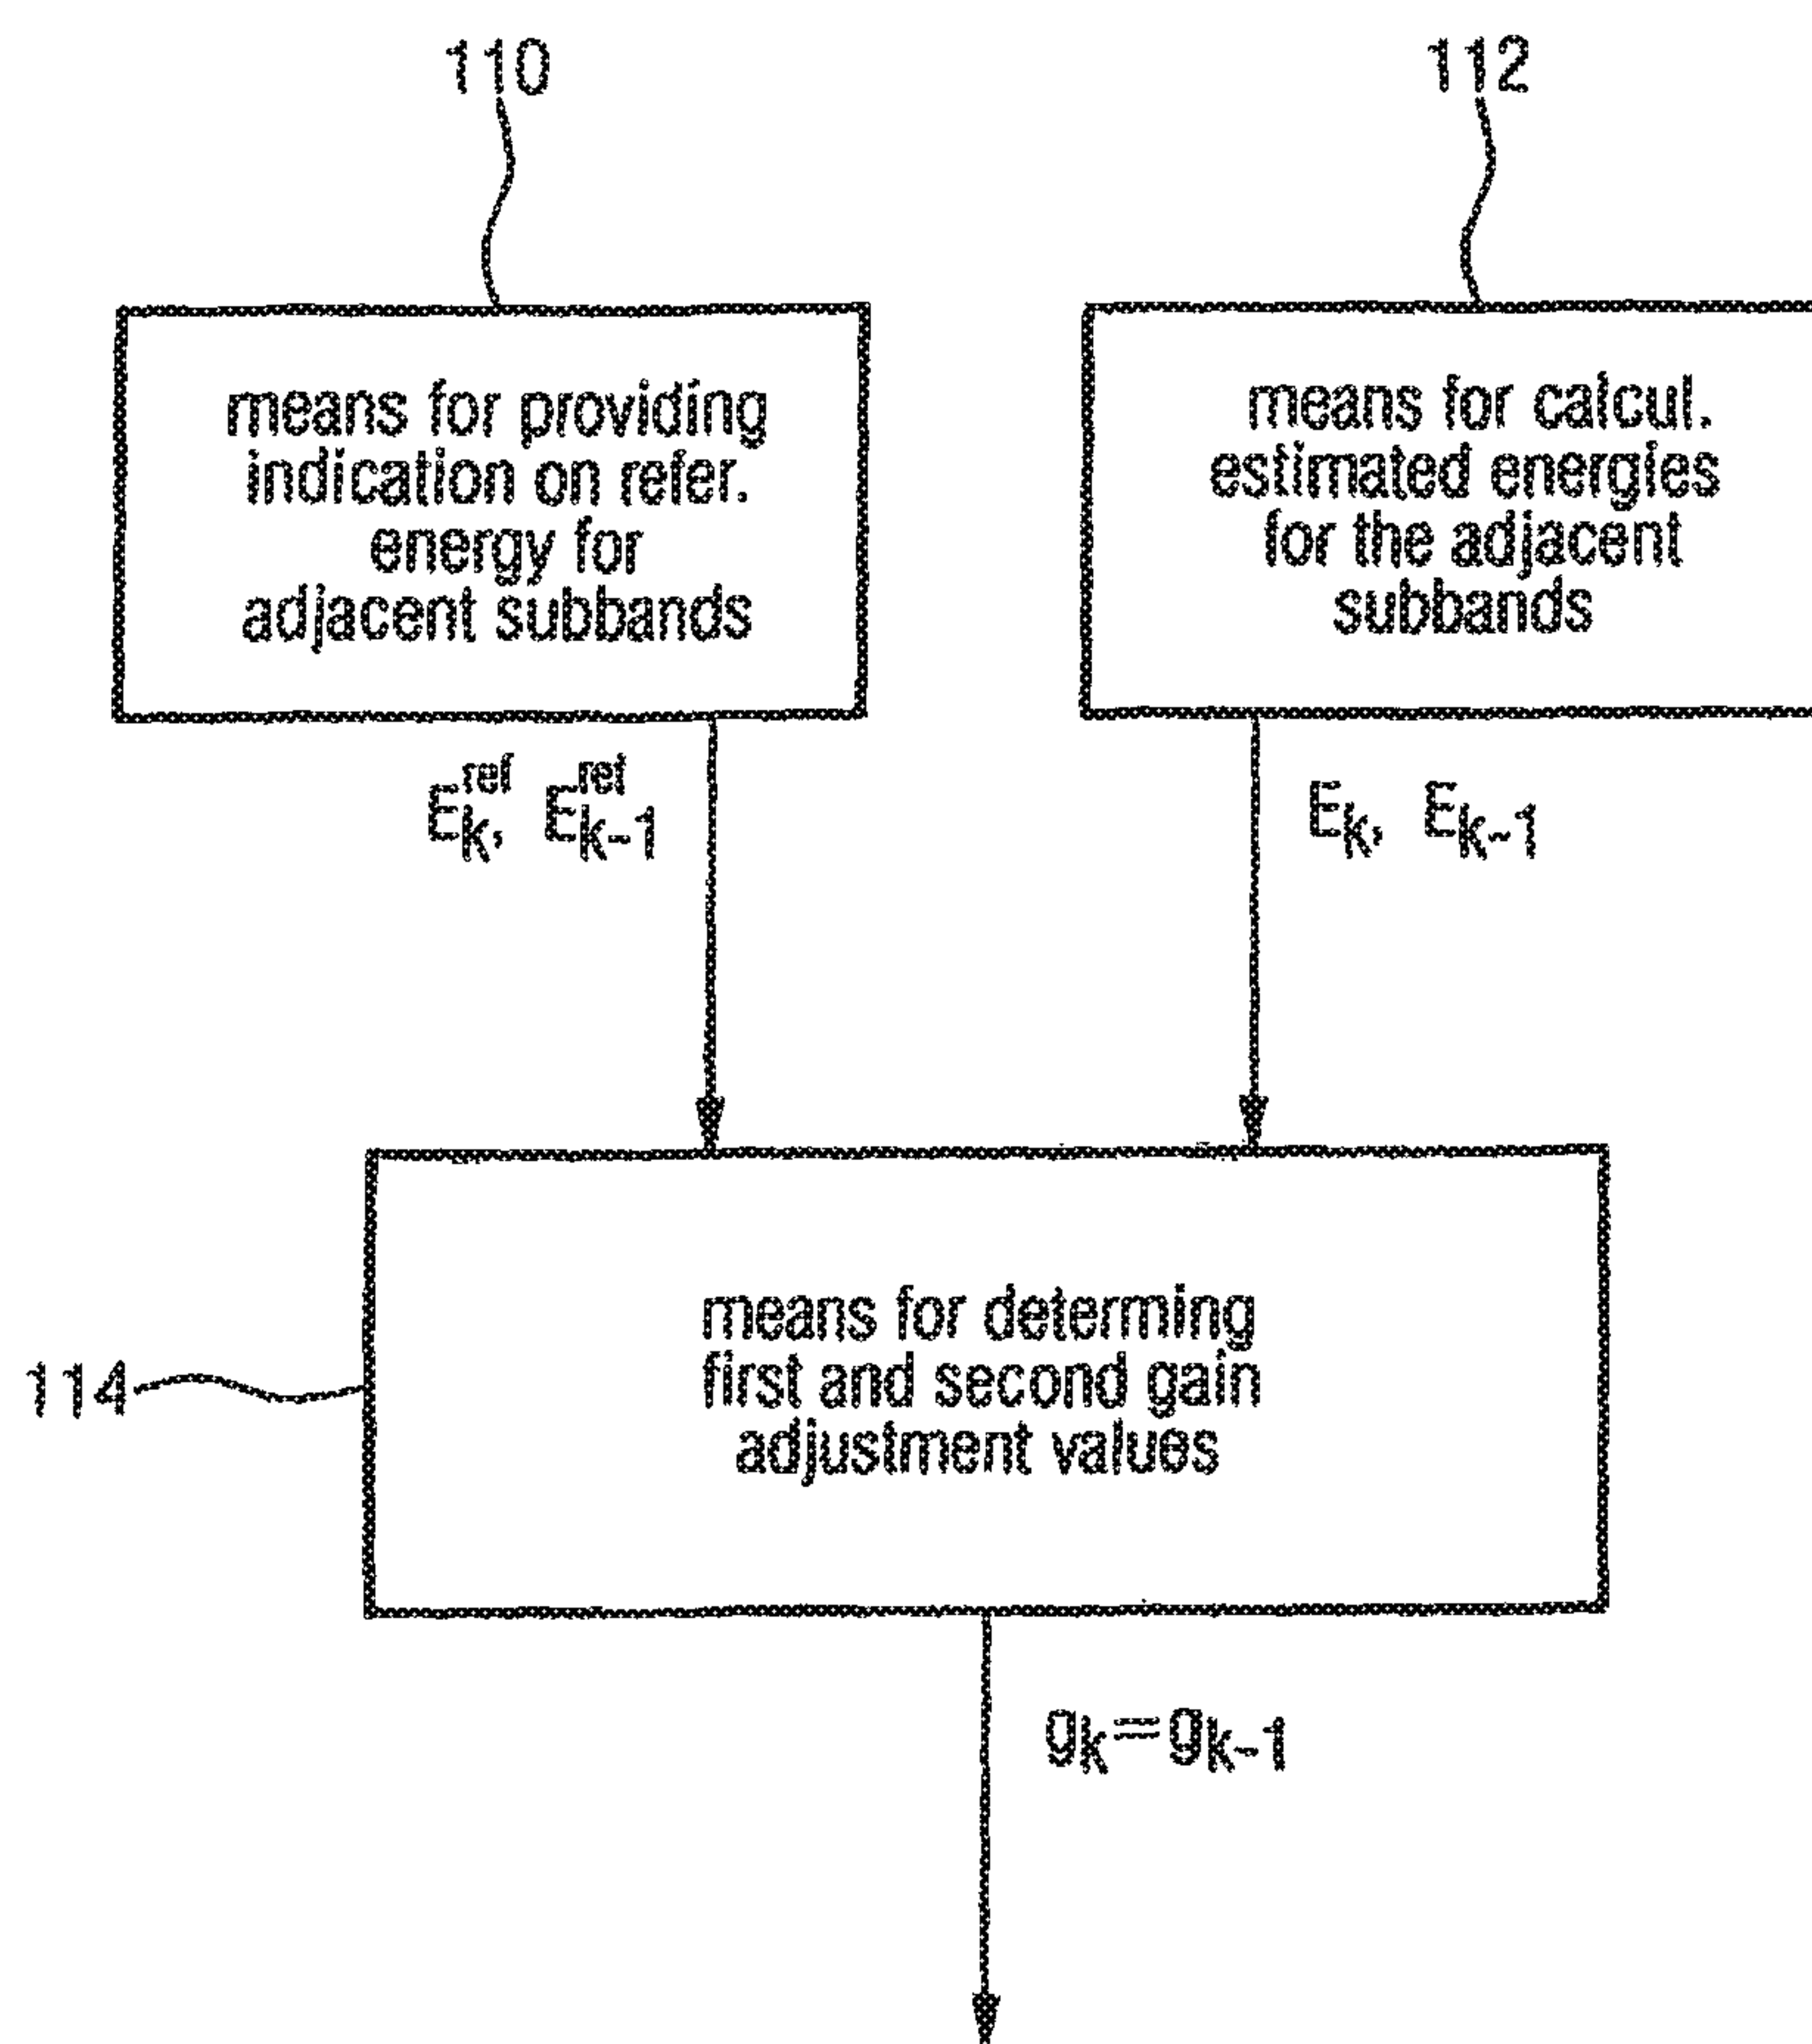 110
112
means for providing
indication on refer.
energy for
adjacent subbands
means for calcul.
estimated energies
for the adjacent
subbands
E_k^ref, E_k-1^ref
E_k, E_k-1
114
means for determing
first and second gain
adjustment values
g_k=g_k-1